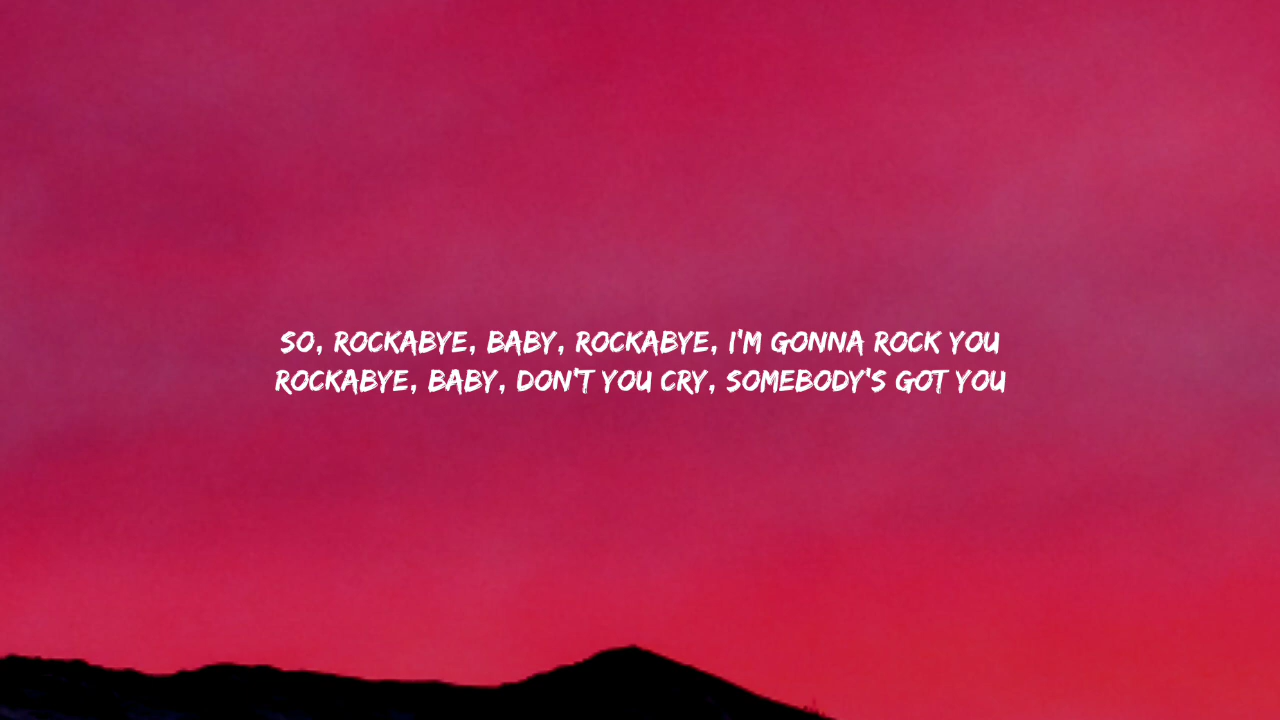 SO, ROCKABYE, BABY, ROCKABYE, I'M GONNA ROCK YOU
ROCKABYE, BABY, DON'T YOU CRY, SOMEBODY'S GOT YOU